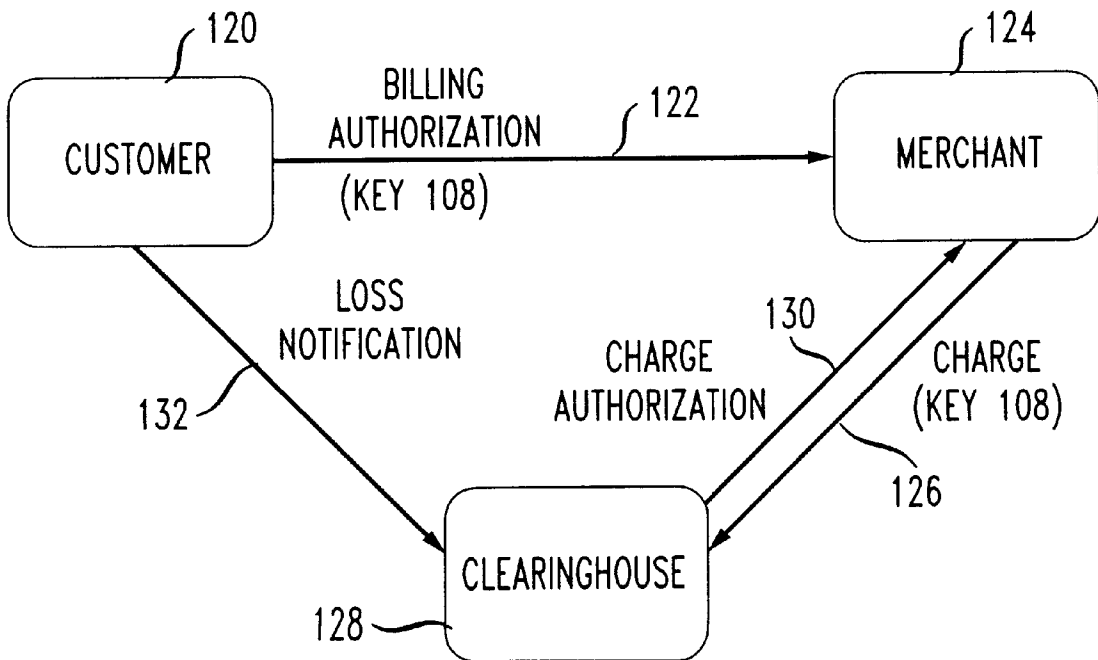 120
124
BILLING
AUTHORIZATION
122
CUSTOMER
MERCHANT
(KEY 108)
LOSS
NOTIFICATION
130
CHARGE
AUTHORIZATION
CHARGE
(KEY 108)
132
126
CLEARINGHOUSE
128